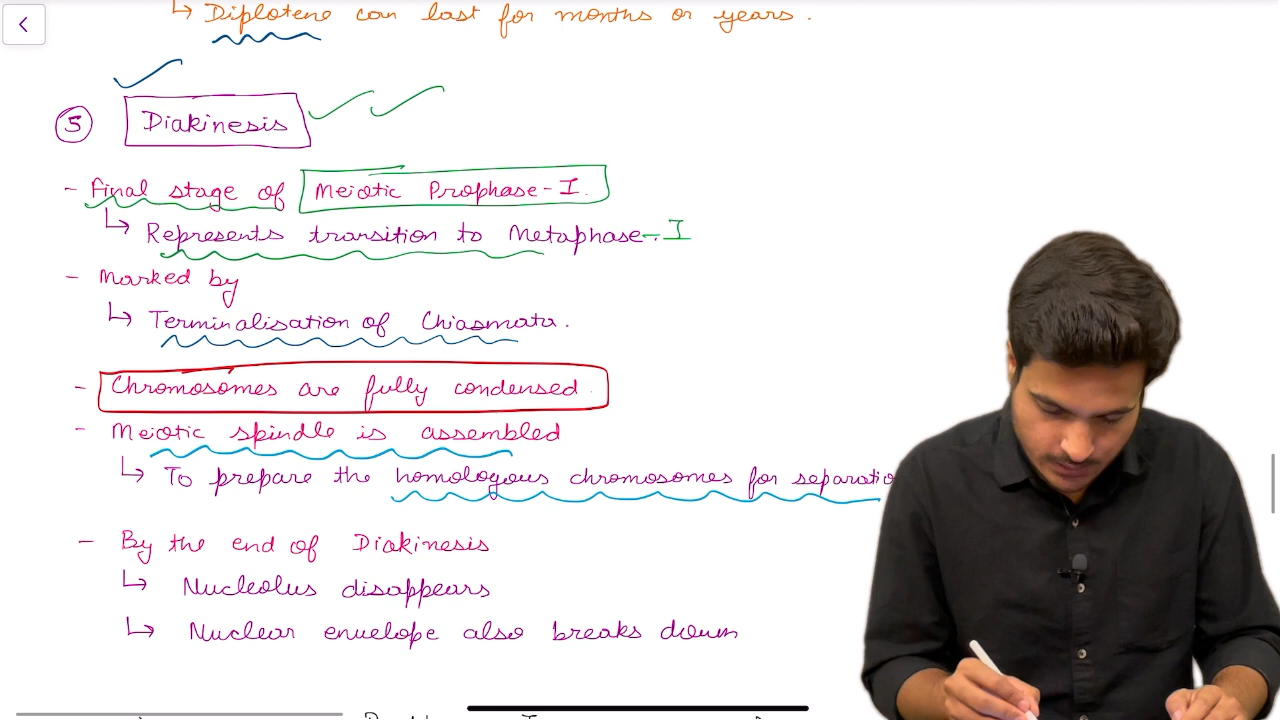 ↳ Diplotene can last for months or years.
⑤ Diakinesis
- Final stage of Meiotic Prophase-I.
↳ Represents transition to Metaphase-I
- Marked by
↳ Terminalisation of Chiasmata.
- Chromosomes are fully condensed.
- Meiotic spindle is assembled
↳ To prepare the homologous chromosomes for separatio
- By the end of Diakinesis
↳ Nucleolus disappears
↳ Nuclear envelope also breaks down